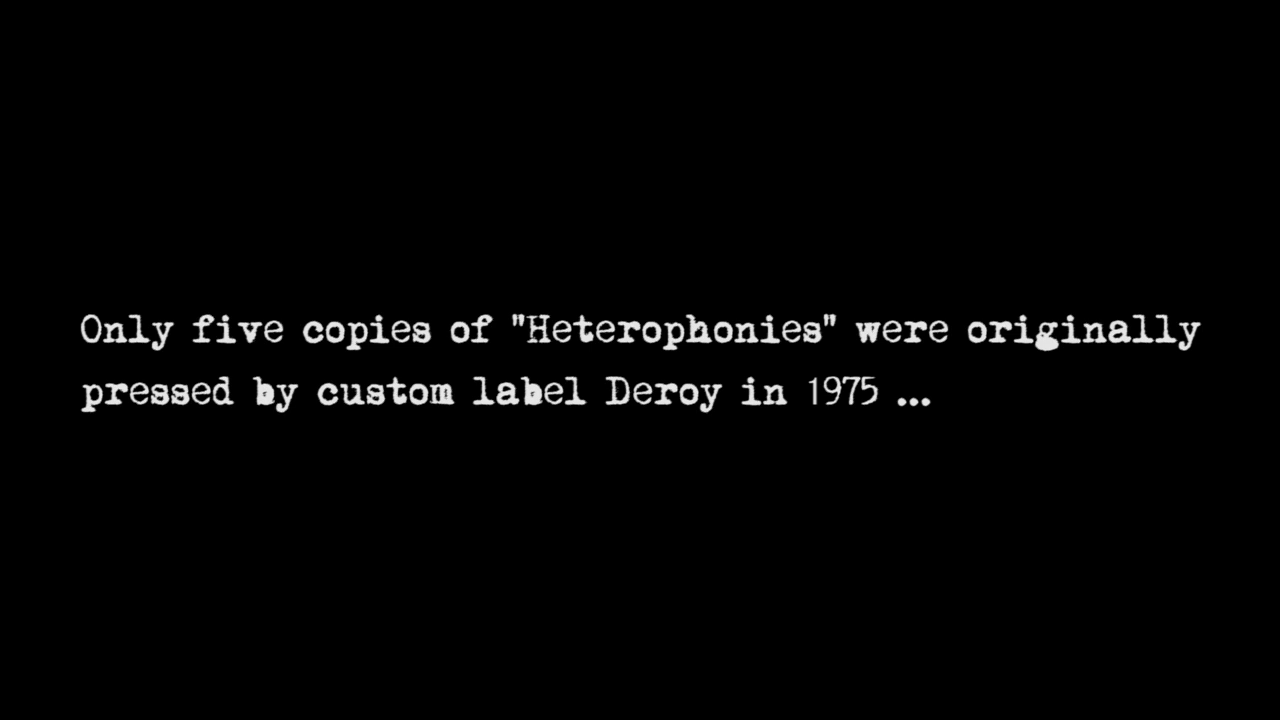 Only five copies of "Heterophonies" were originally
pressed by custom label Deroy in 1975 ...